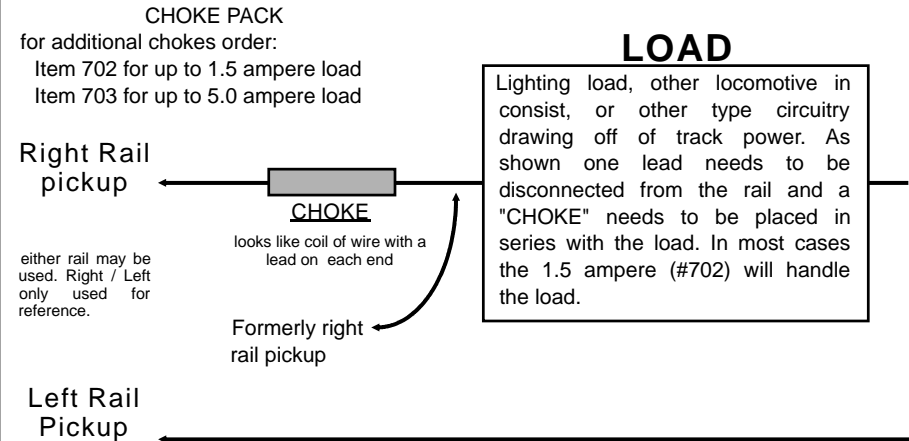 CHOKE PACK
for additional chokes order:
Item 702 for up to 1.5 ampere load
Item 703 for up to 5.0 ampere load
LOAD
Lighting load, other locomotive in
consist, or other type circuitry
drawing off of track power. As
shown one lead needs to be
disconnected from the rail and a
"CHOKE" needs to be placed in
series with the load. In most cases
the 1.5 ampere (#702) will handle
the load.
Right Rail
pickup
CHOKE
looks like coil of wire with a
lead on each end
either rail may be
used. Right / Left
only used for
reference.
Formerly right
rail pickup
Left Rail
Pickup